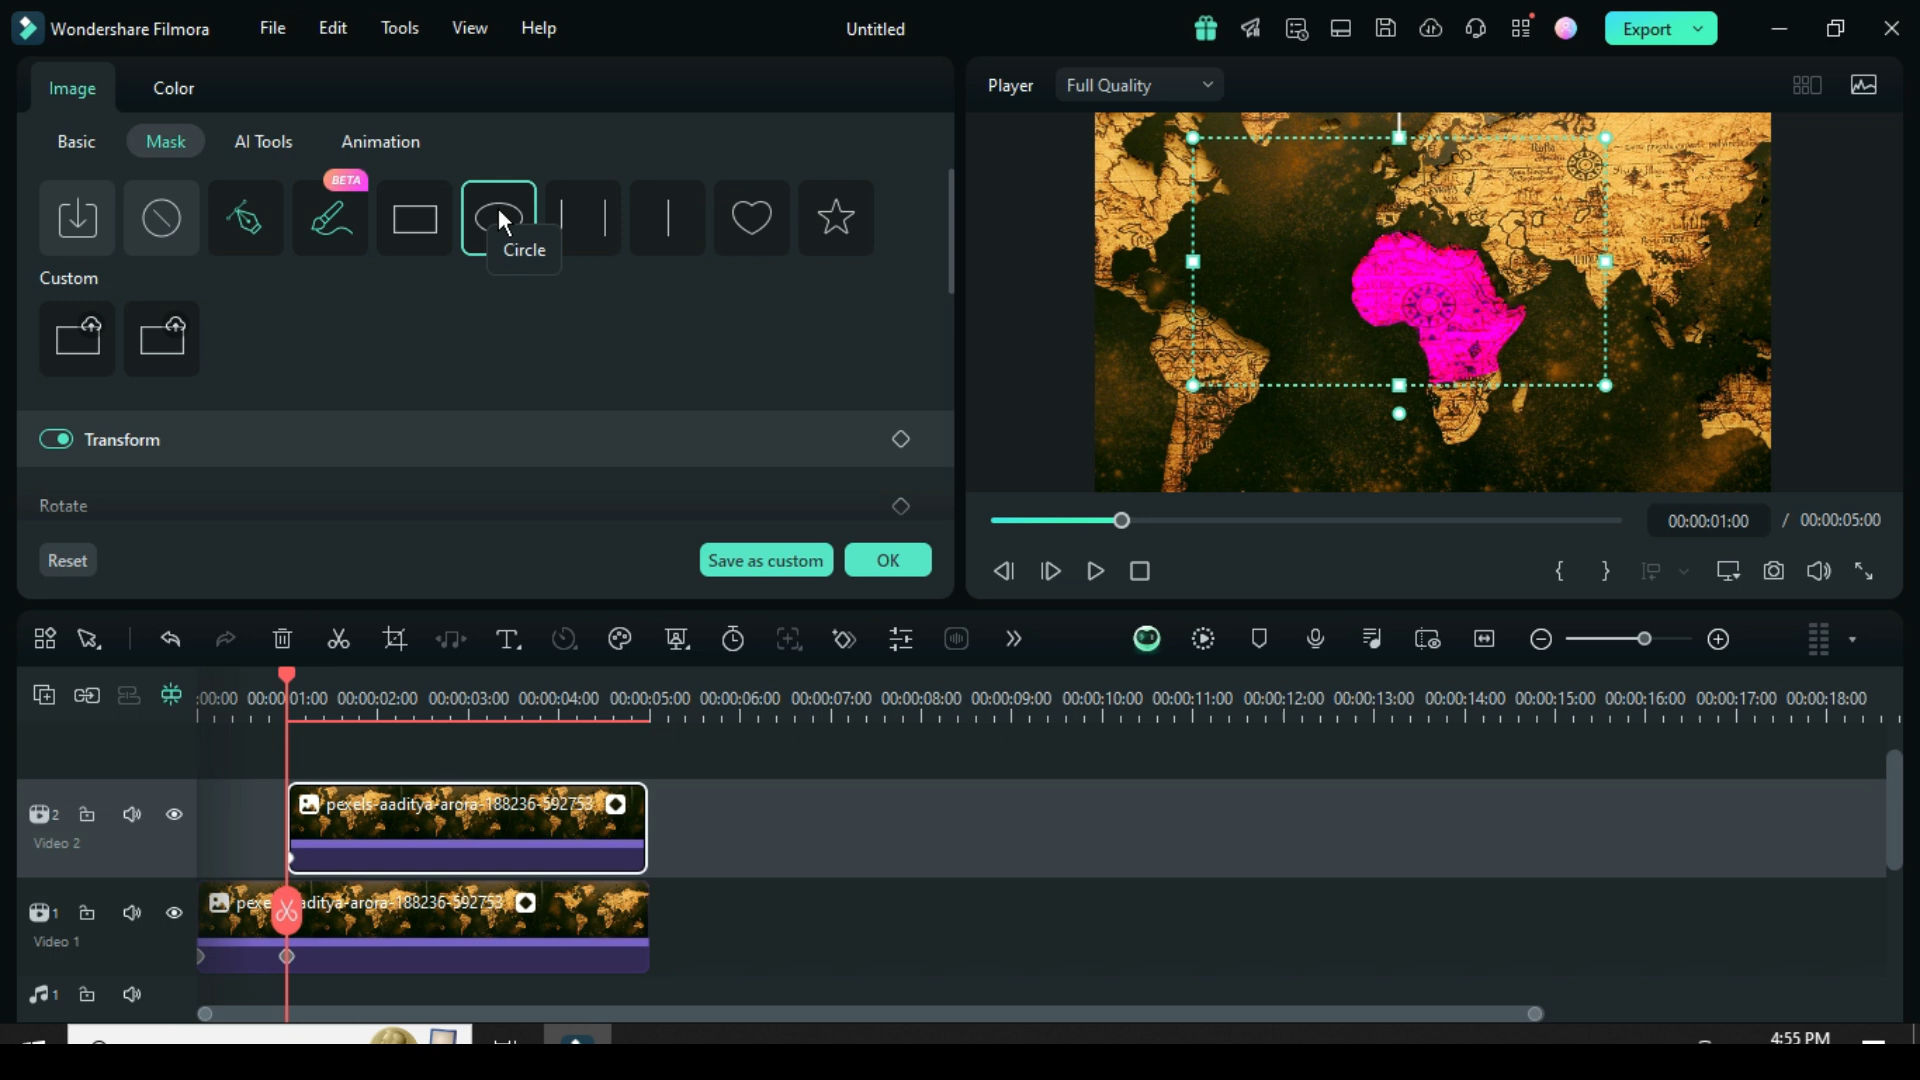 Wondershare Filmora File Edit Tools View Help Untitled Export
Image Color
Player Full Quality
Basic Mask AI Tools Animation
BETA
Circle
Custom
Transform
Rotate
00:00:01:00 / 00:00:05:00
Reset Save as custom OK
:00:00 00:00:01:00 00:00:02:00 00:00:03:00 00:00:04:00 00:00:05:00 00:00:06:00 00:00:07:00 00:00:08:00 00:00:09:00 00:00:10:00 00:00:11:00 00:00:12:00 00:00:13:00 00:00:14:00 00:00:15:00 00:00:16:00 00:00:17:00 00:00:18:00
2 pexels-aaditya-arora-188236-592753
Video 2
1 pexe aditya-arora-188236-592753
Video 1
1
4:55 PM